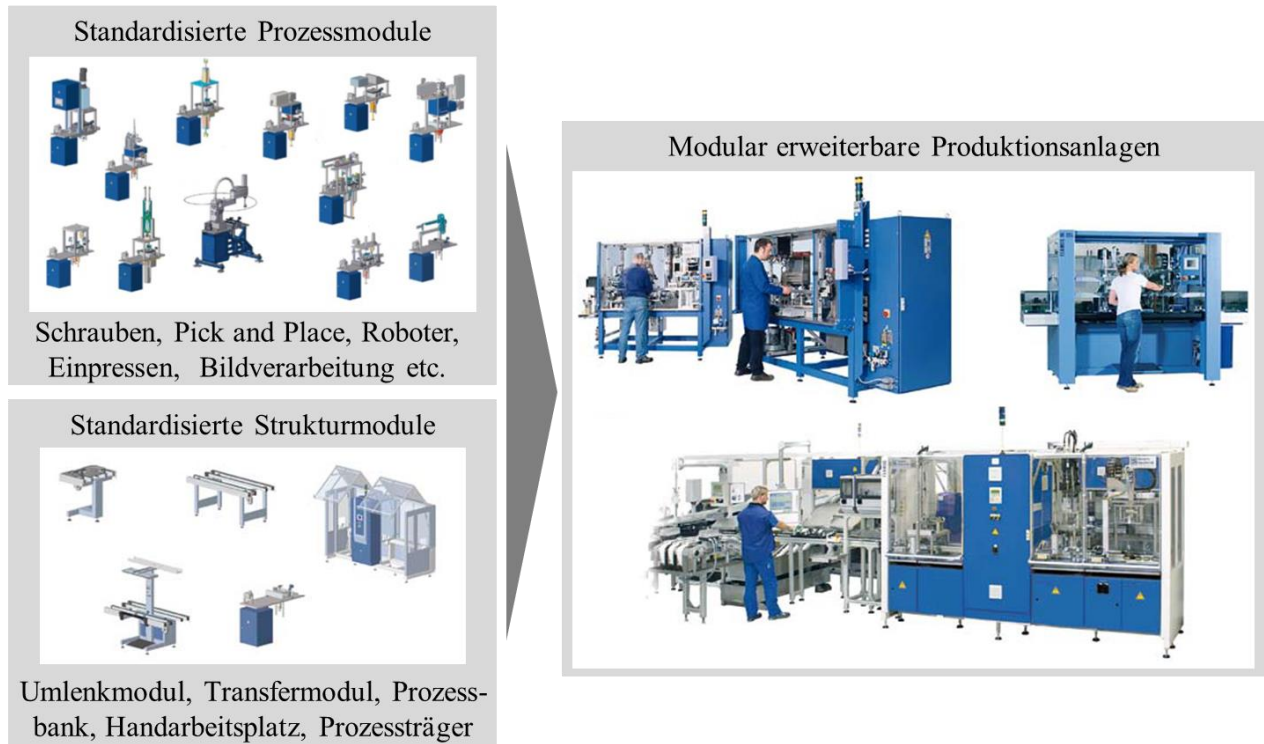 Standardisierte Prozessmodule
Schrauben, Pick and Place, Roboter,
Einpressen, Bildverarbeitung etc.
Standardisierte Strukturmodule
Umlenkmodul, Transfermodul, Prozess-
bank, Handarbeitsplatz, Prozessträger
Modular erweiterbare Produktionsanlagen